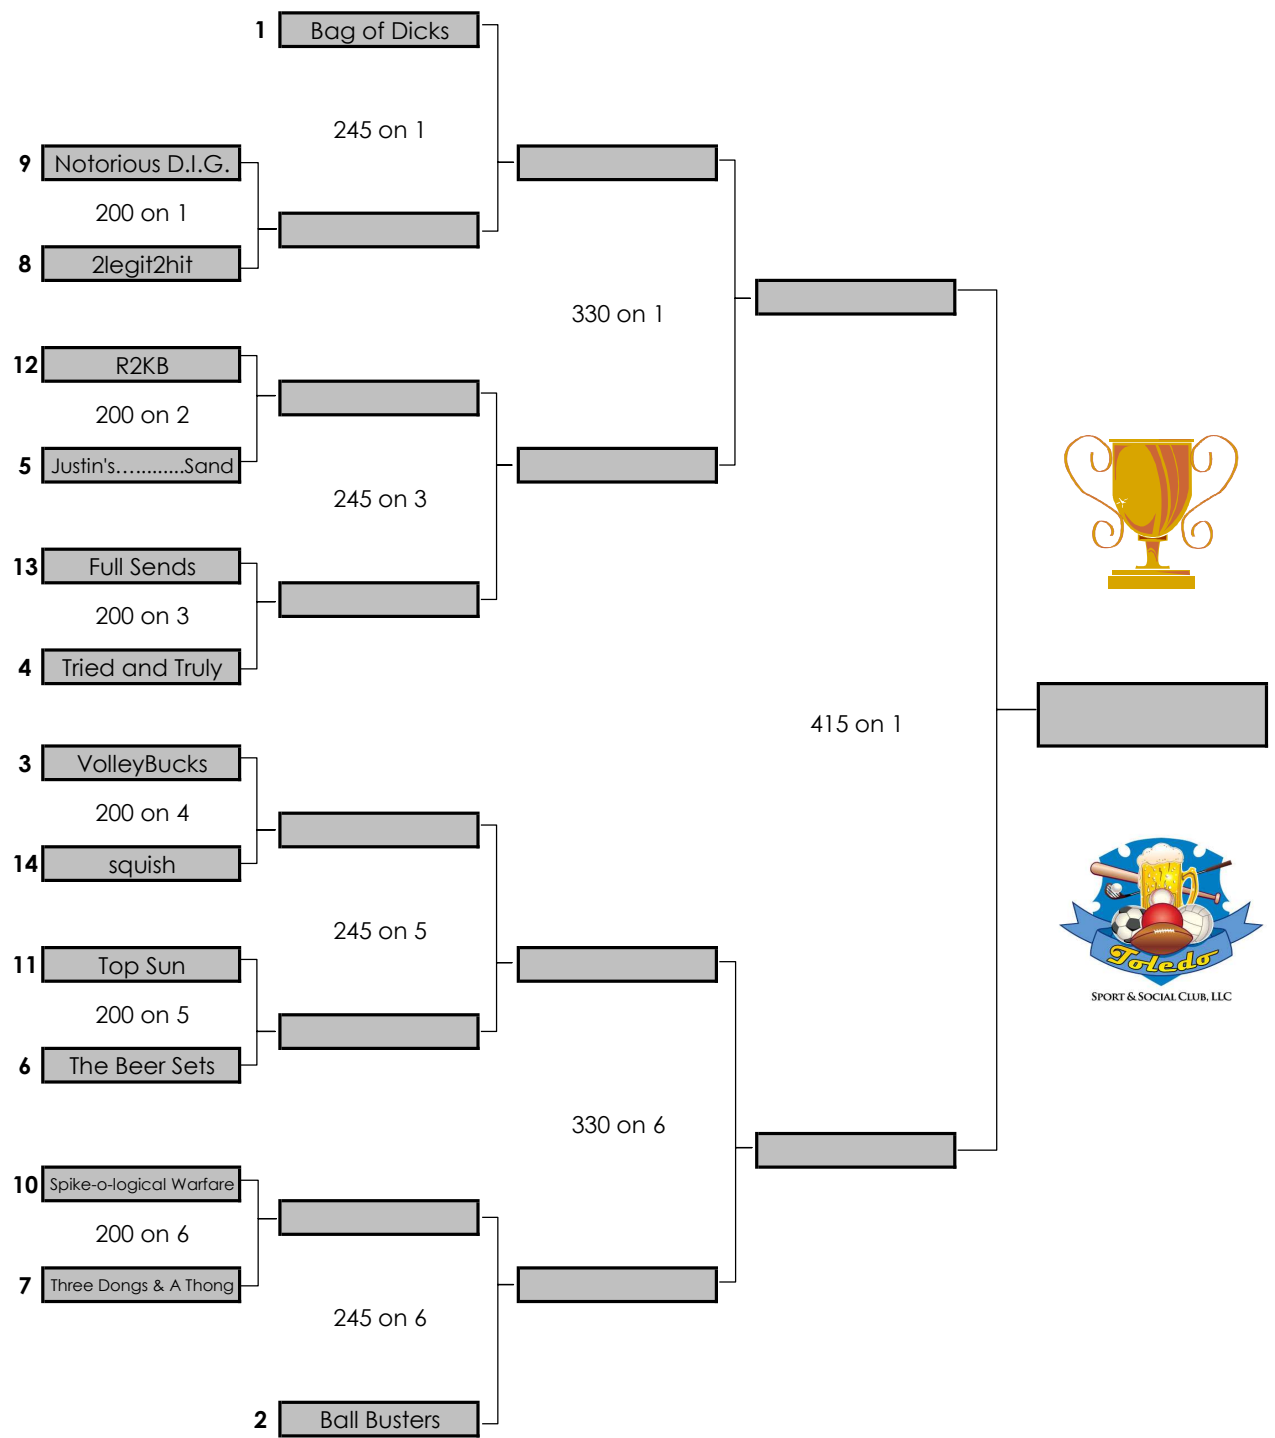 1 Bag of Dicks
245 on 1
9 Notorious D.I.G.
200 on 1
8 2legit2hit
330 on 1
12 R2KB
200 on 2
5 Justin's............Sand
245 on 3
13 Full Sends
200 on 3
4 Tried and Truly
415 on 1
3 VolleyBucks
200 on 4
14 squish
245 on 5
11 Top Sun
200 on 5
6 The Beer Sets
Toledo
SPORT & SOCIAL CLUB, LLC
330 on 6
10 Spike-o-logical Warfare
200 on 6
7 Three Dongs & A Thong
245 on 6
2 Ball Busters